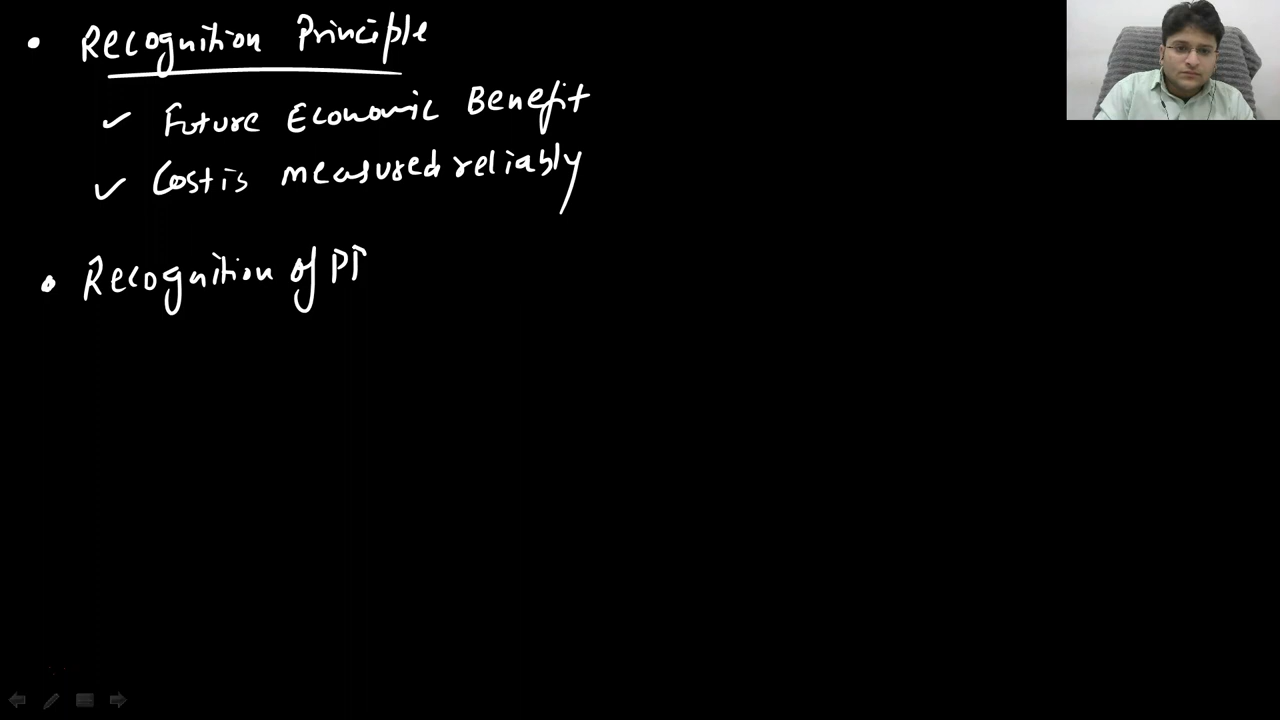 Recognition Principle
Future Economic Benefit
Cost is measured reliably
Recognition of PP